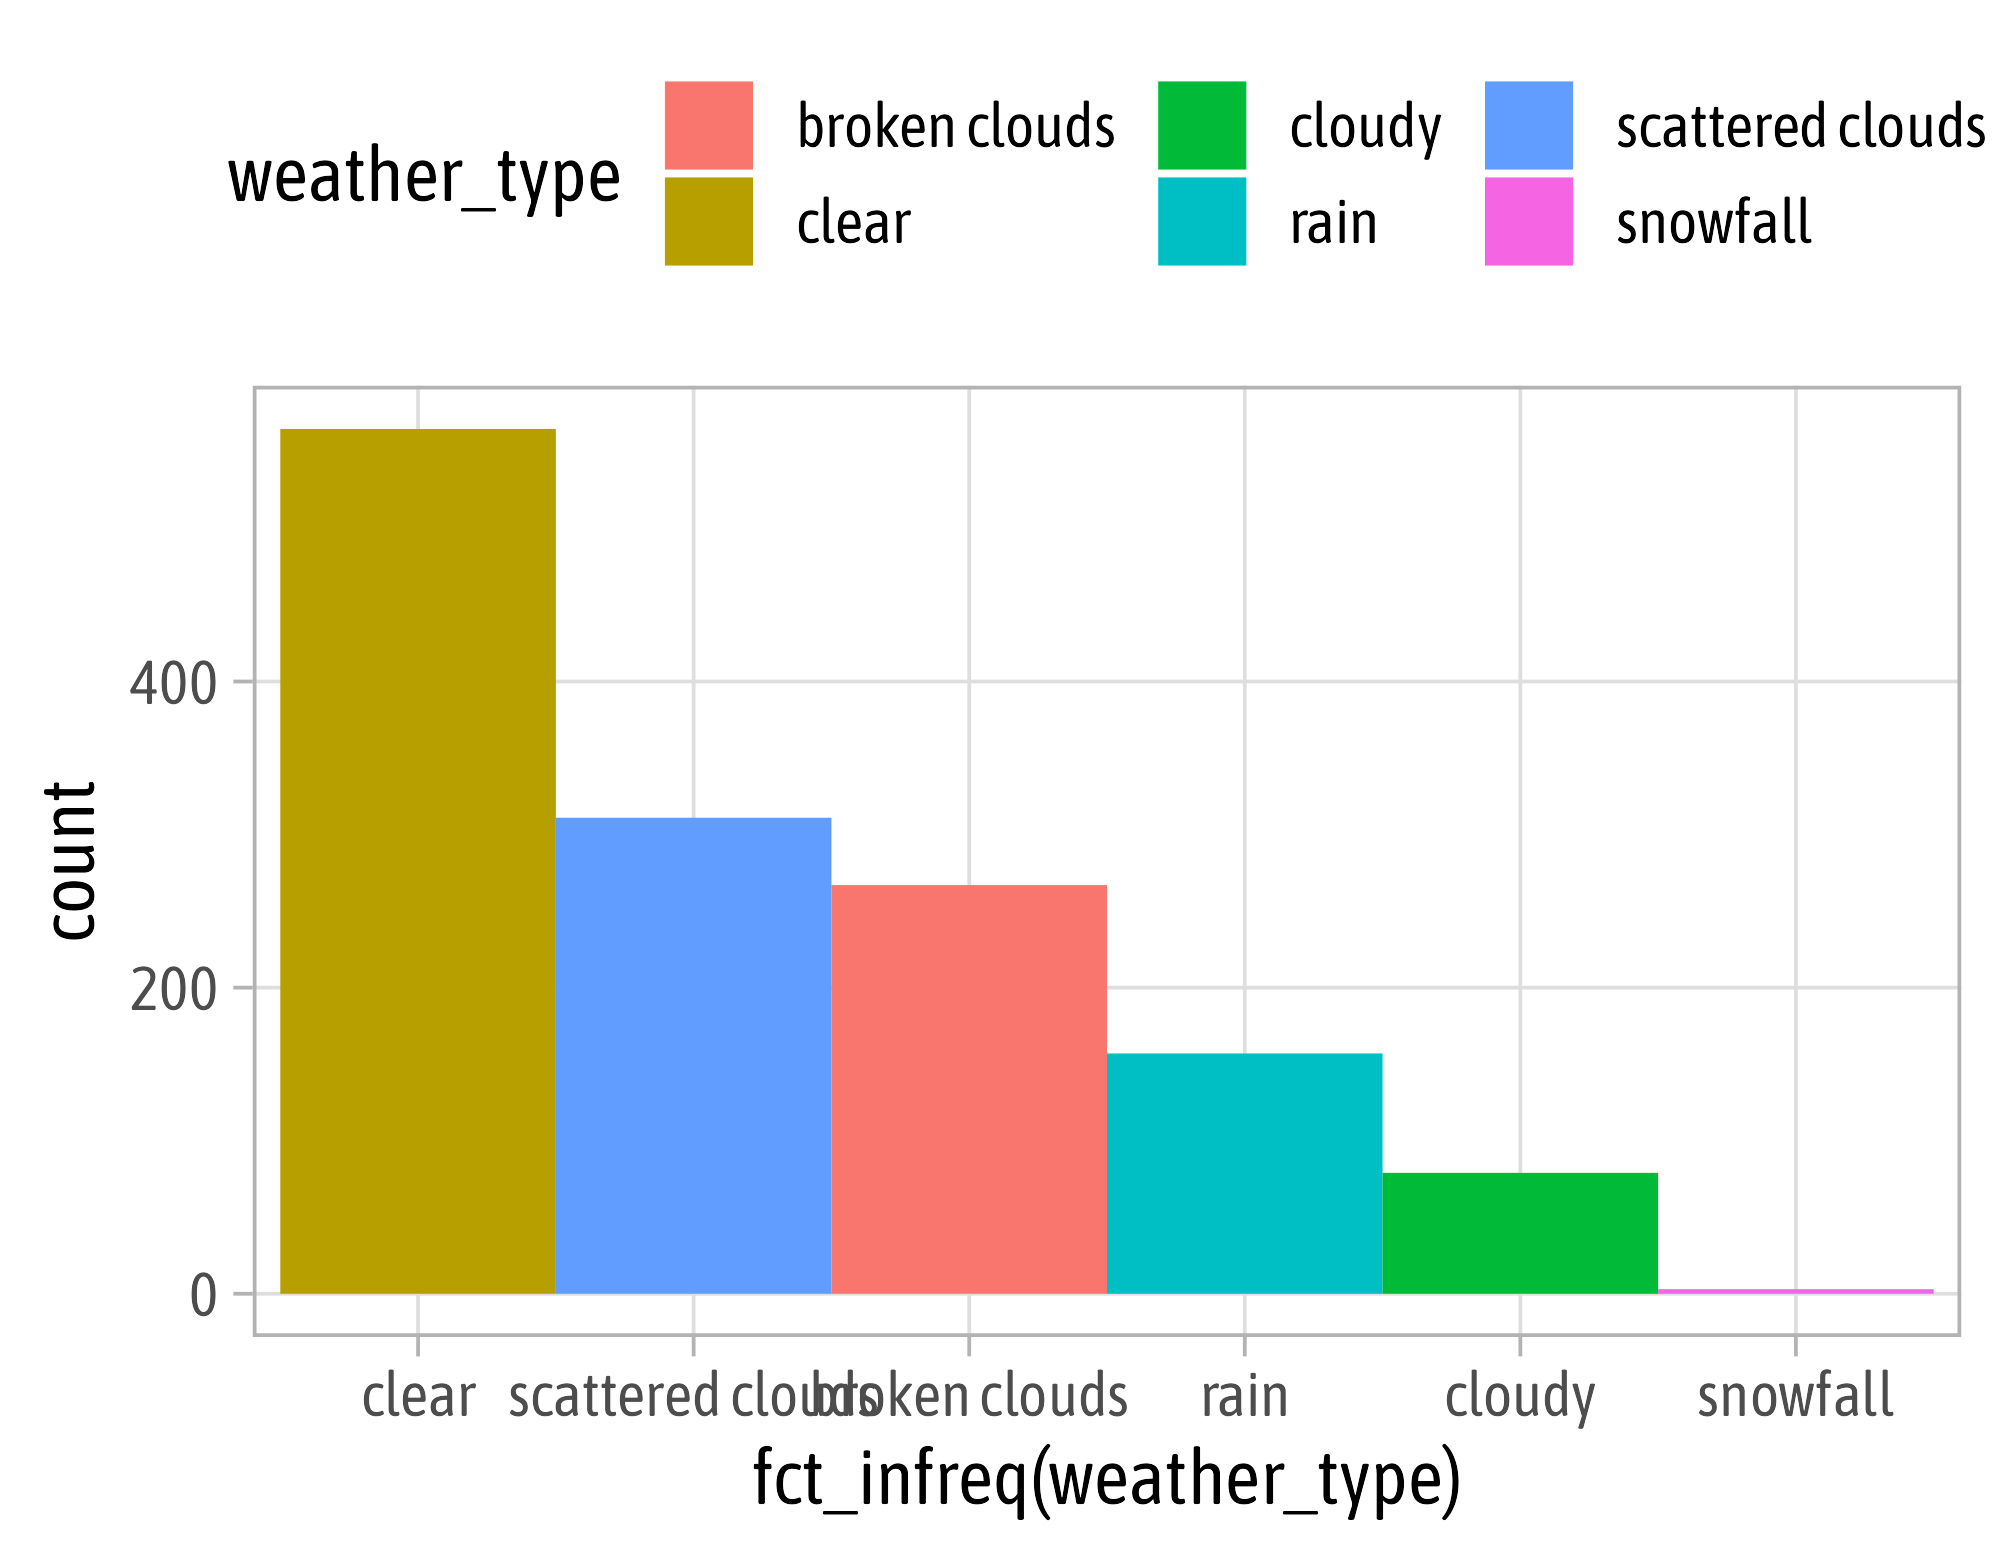 weather_type
broken clouds cloudy scattered clouds
clear rain snowfall
400
200
0
count
clear scattered clouds broken clouds rain cloudy snowfall
fct_infreq(weather_type)